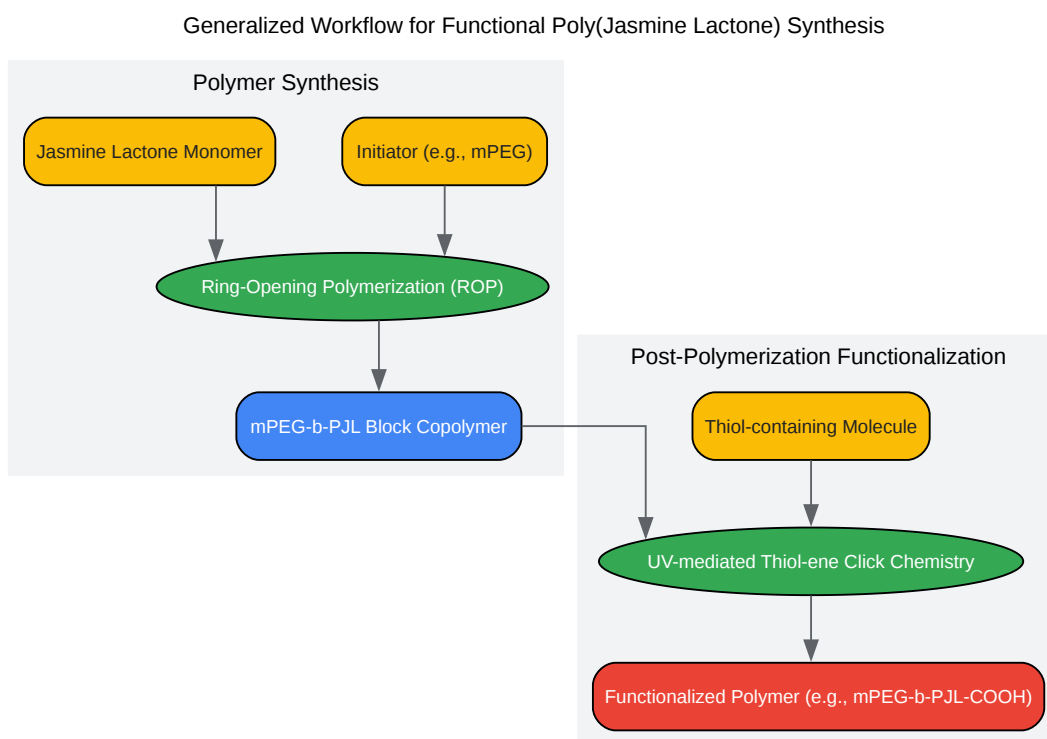 Generalized Workflow for Functional Poly(Jasmine Lactone) Synthesis
Polymer Synthesis
Jasmine Lactone Monomer
Initiator (e.g., mPEG)
Ring-Opening Polymerization (ROP)
mPEG-b-PJL Block Copolymer
Post-Polymerization Functionalization
Thiol-containing Molecule
UV-mediated Thiol-ene Click Chemistry
Functionalized Polymer (e.g., mPEG-b-PJL-COOH)